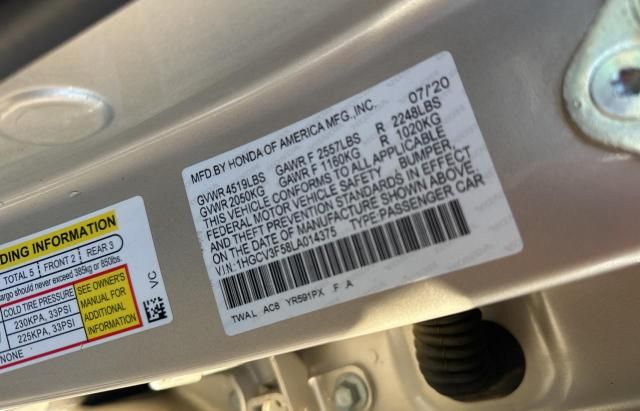 MFD.BY HONDA OF AMERICA MFG.,INC. 07/'20
GVWR 4519LBS GAWR F 2557LBS R 2248LBS
GVWR 2050KG GAWR F 1160KG R 1020KG
THIS VEHICLE CONFORMS TO ALL APPLICABLE
FEDERAL MOTOR VEHICLE SAFETY BUMPER,
AND THEFT PREVENTION STANDARDS IN EFFECT
ON THE DATE OF MANUFACTURE SHOWN ABOVE.
VIN:1HGCV3F58LA014375 TYPE:PASSENGER CAR
TWAL AC8 YR591PX F A
DING INFORMATION
TOTAL 5 FRONT 2 REAR 3
argo should never exceed 385kg or 850lbs.
COLD TIRE PRESSURE
230KPA, 33PSI
225KPA, 33PSI
NONE
SEE OWNER'S
MANUAL FOR
ADDITIONAL
INFORMATION
VC